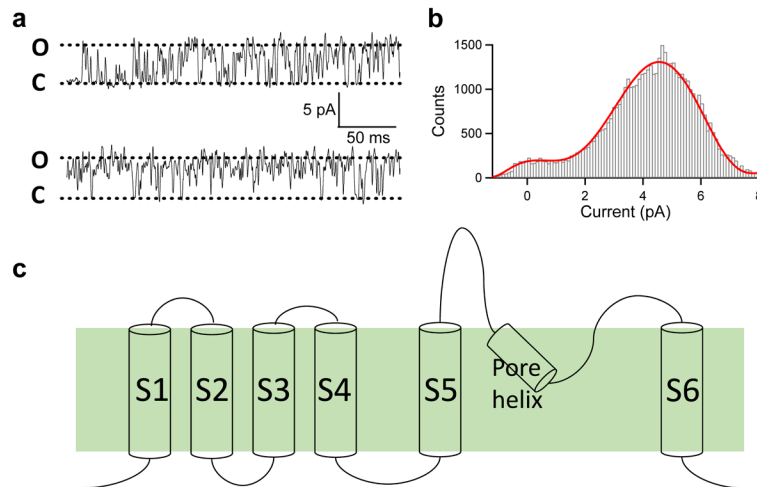 a
O
C
5 pA
50 ms
O
C
b
1500
1000
500
0
Counts
0 2 4 6 8
Current (pA)
c
S1 S2 S3 S4 S5 Pore helix S6